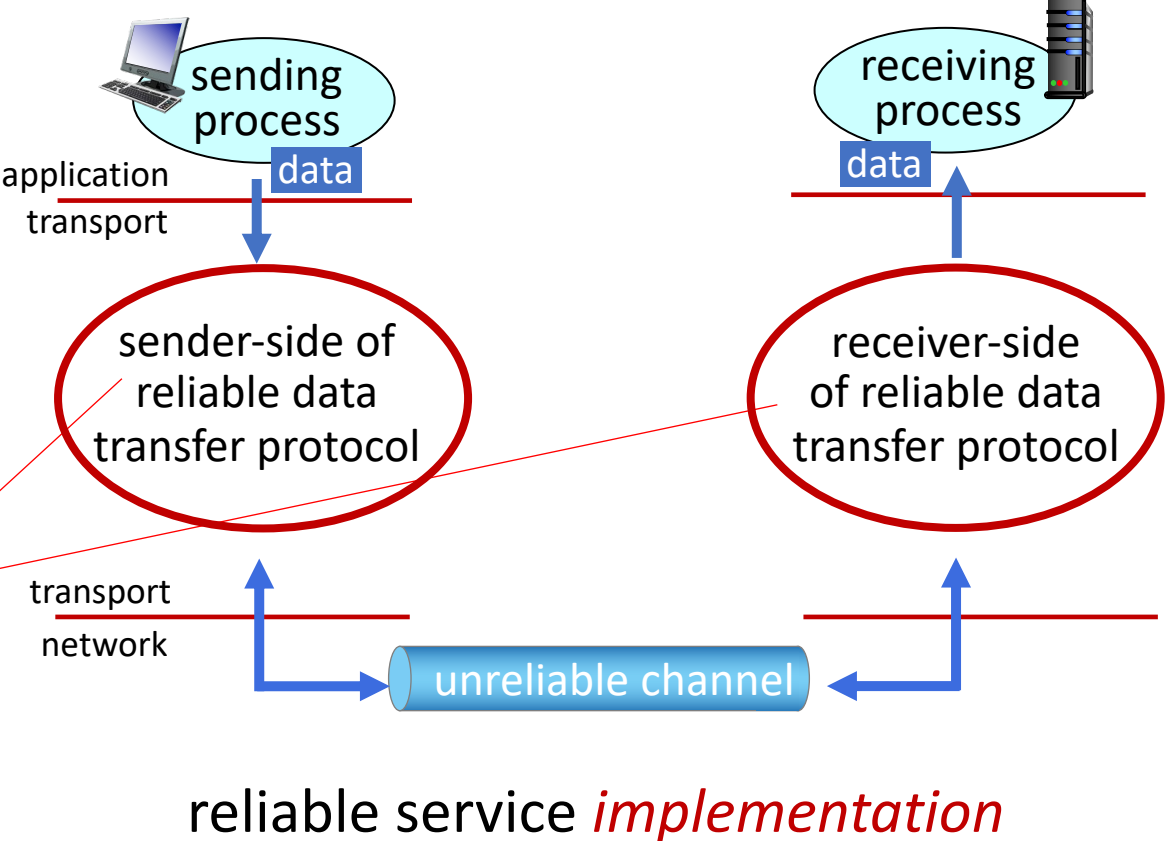 sending
process
data
application
transport
receiving
process
data
sender-side of
reliable data
transfer protocol
receiver-side
of reliable data
transfer protocol
transport
network
unreliable channel
reliable service implementation